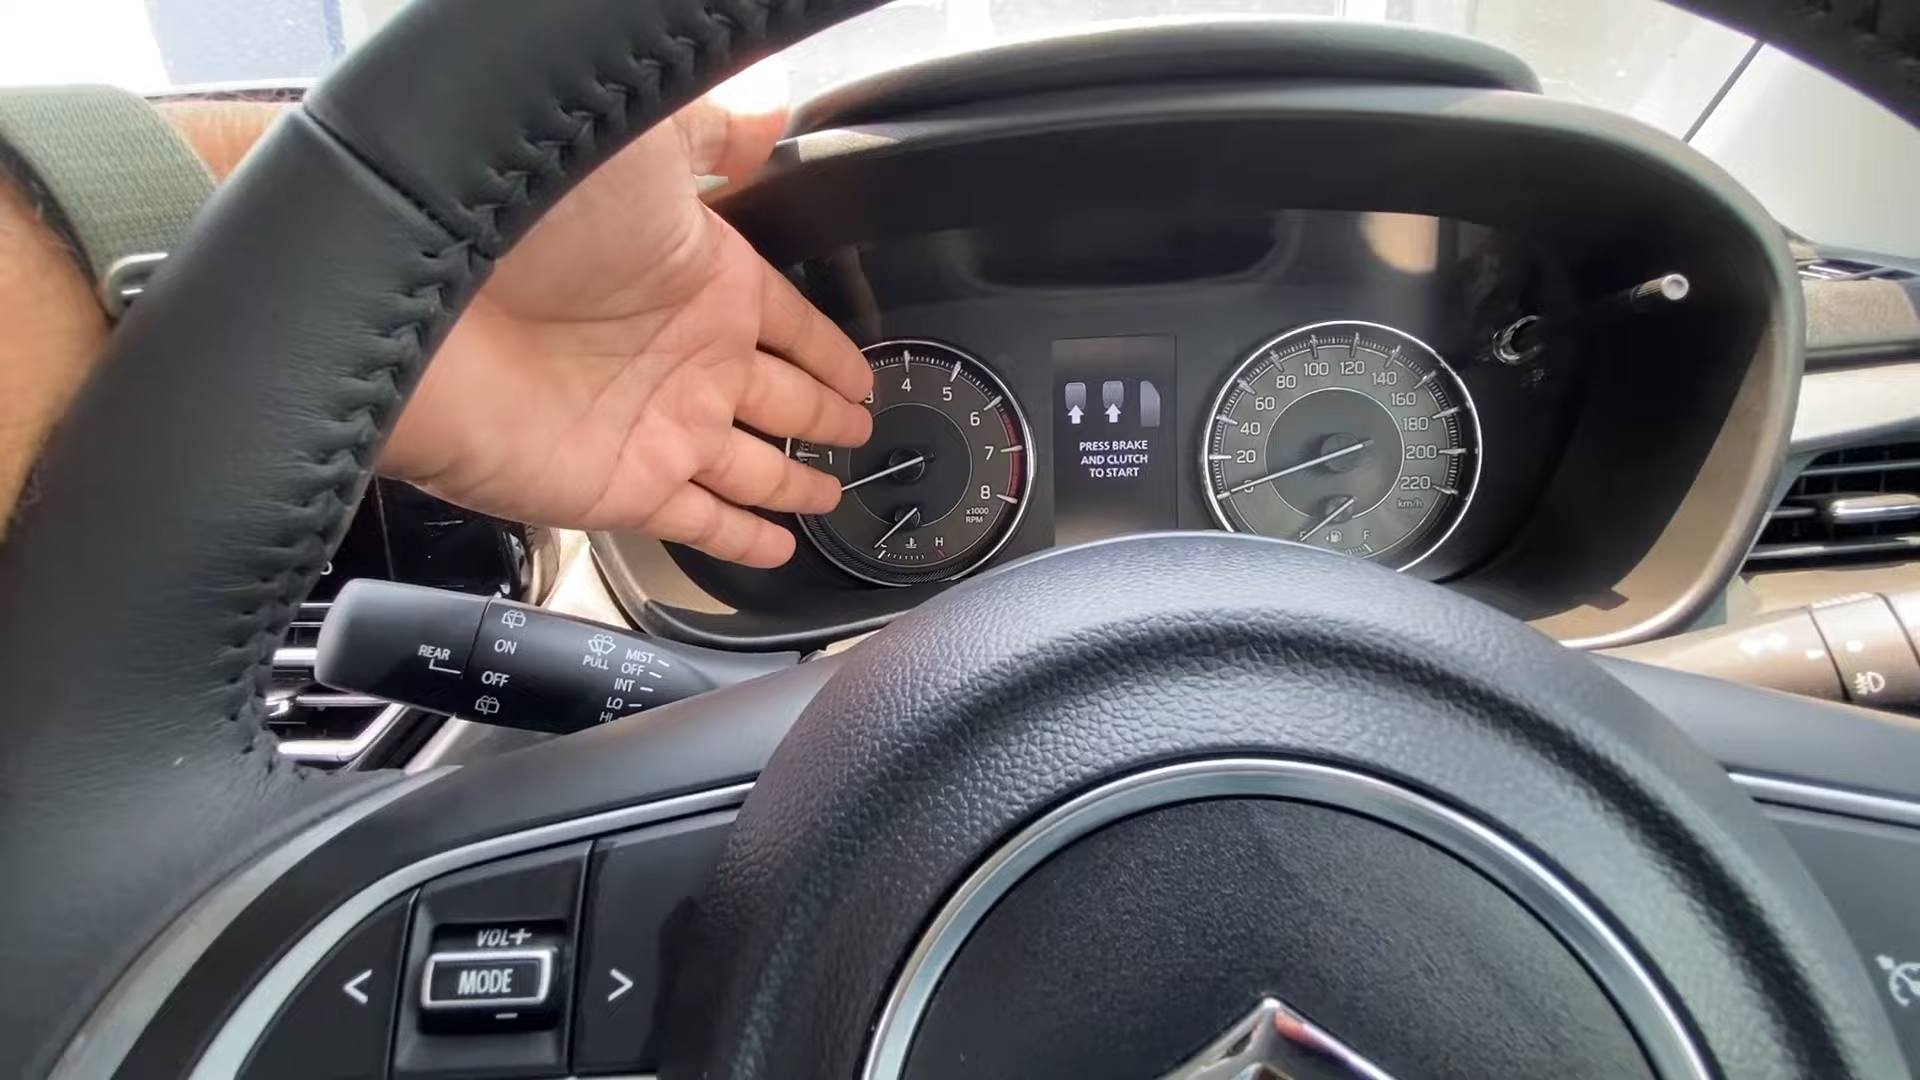 4
5
6
7
8
1
x1000
RPM
H
PRESS BRAKE
AND CLUTCH
TO START
20
40
60
80
100
120
140
160
180
200
220
km/h
F
REAR
ON
OFF
PULL
MIST
OFF
INT
LO
HI
VOL+
< MODE >
–